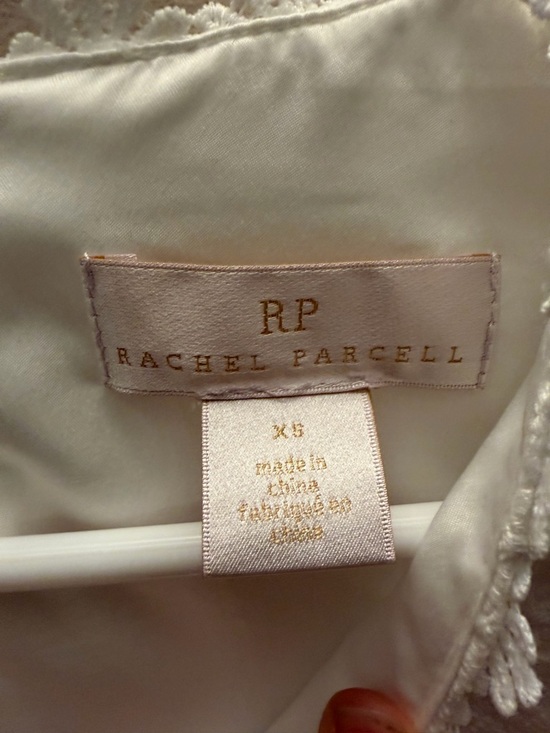 RP
RACHEL PARCELL
XS
made in
china
fabriqué en
chine